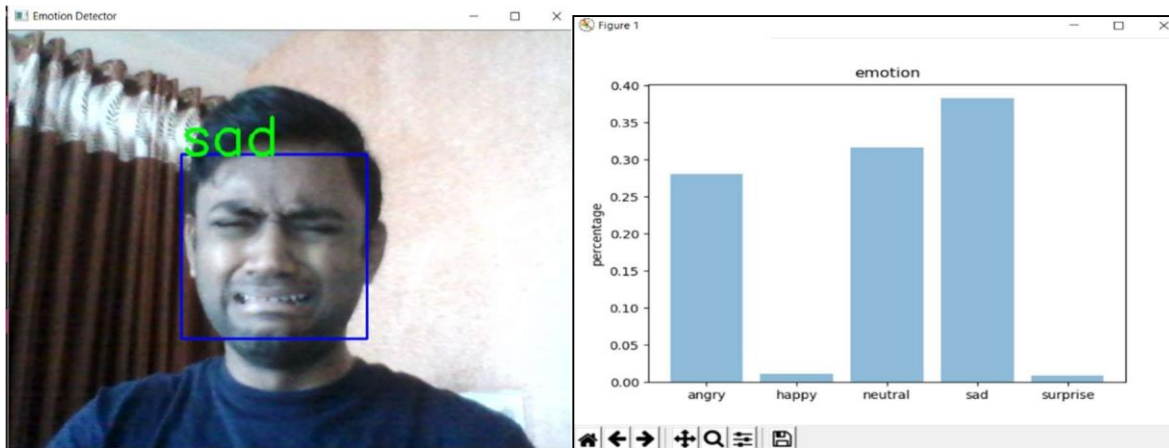 Emotion Detector
sad
Figure 1
emotion
percentage
0.40
0.35
0.30
0.25
0.20
0.15
0.10
0.05
0.00
angry happy neutral sad surprise